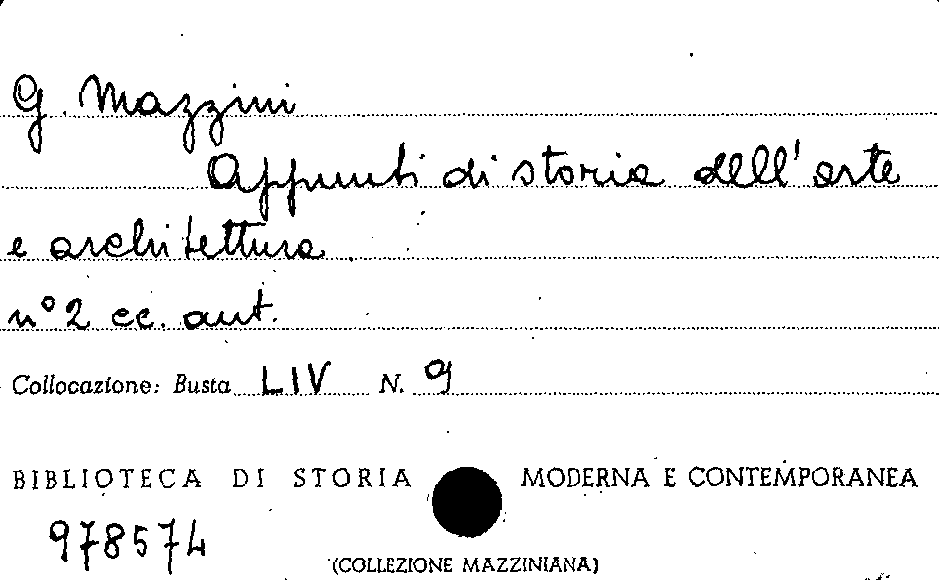 G. Mazzini
Appunti di storia dell'arte
e architettura.
n° 2 cc. aut.
Collocazione: Busta LIV N. 9
BIBLIOTECA DI STORIA MODERNA E CONTEMPORANEA
978574
(COLLEZIONE MAZZINIANA)